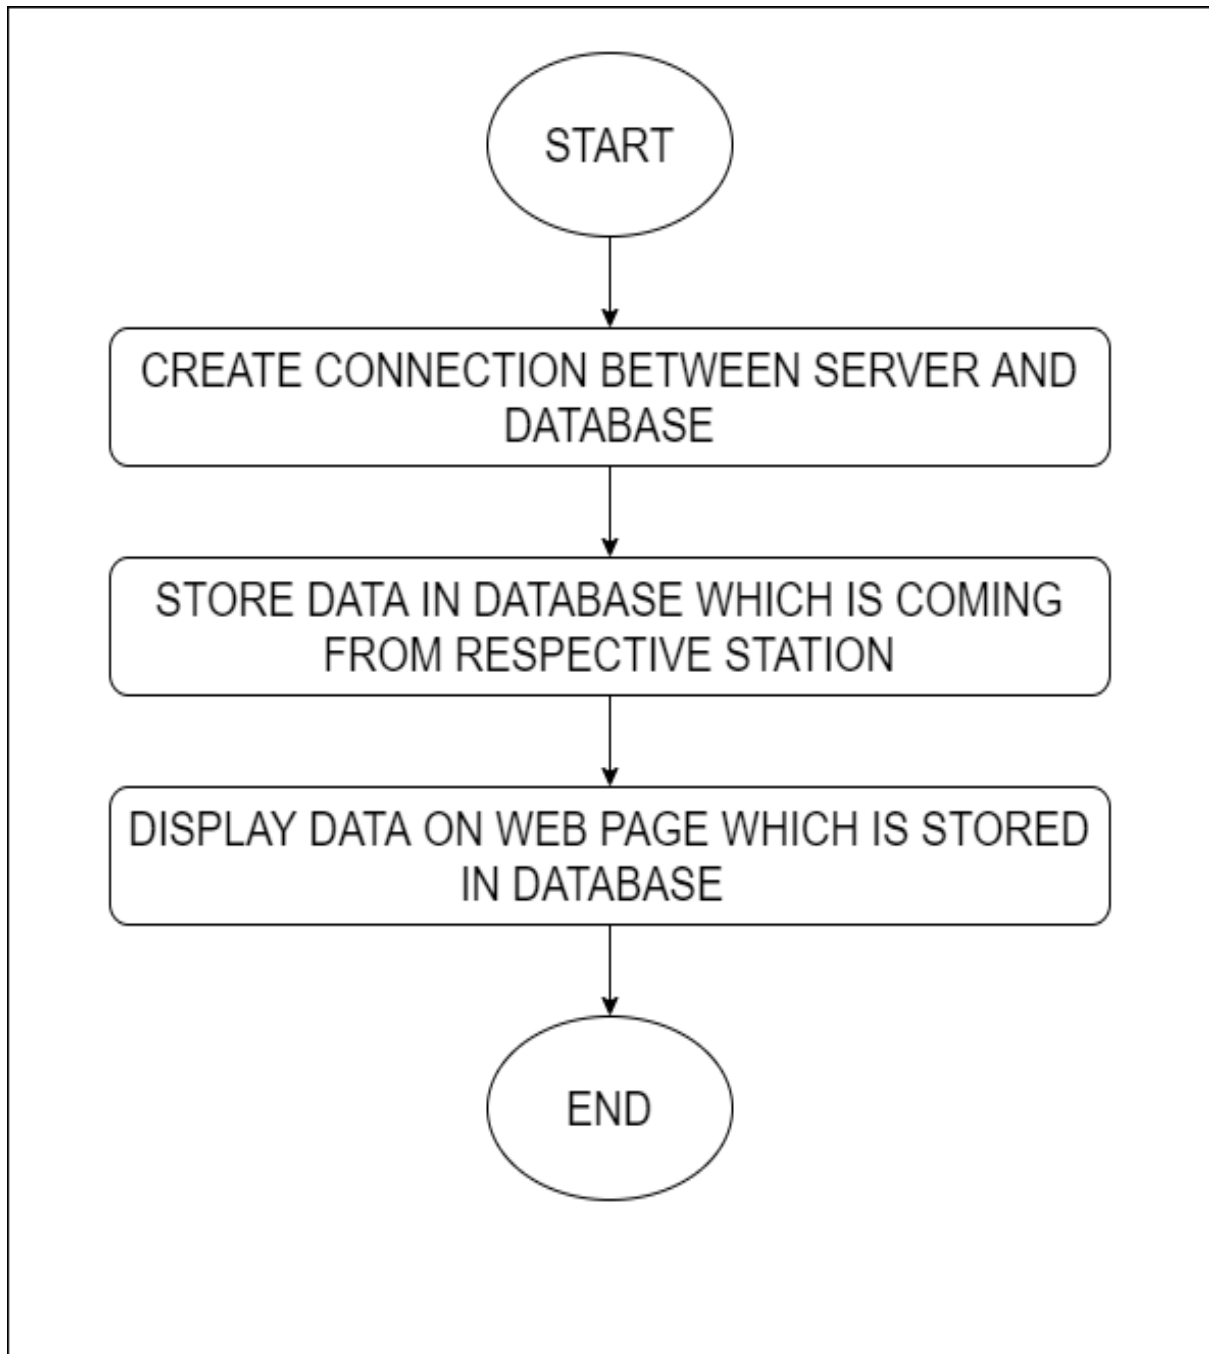 START
CREATE CONNECTION BETWEEN SERVER AND
DATABASE
STORE DATA IN DATABASE WHICH IS COMING
FROM RESPECTIVE STATION
DISPLAY DATA ON WEB PAGE WHICH IS STORED
IN DATABASE
END